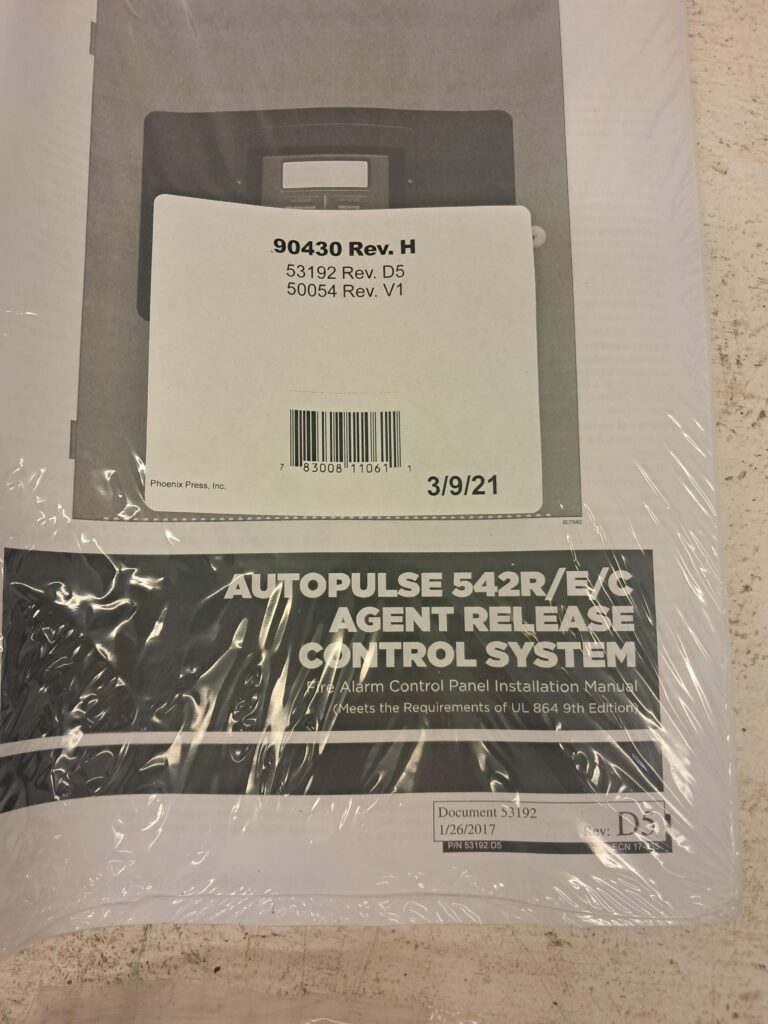 90430 Rev. H
53192 Rev. D5
50054 Rev. V1
7 83008 11061 1
Phoenix Press, Inc.
3/9/21
AUTOPULSE 542R/E/C
AGENT RELEASE
CONTROL SYSTEM
Fire Alarm Control Panel Installation Manual
(Meets the Requirements of UL 864 9th Edition)
Document 53192
1/26/2017 Rev: D5
P/N 53192:D5 ECN